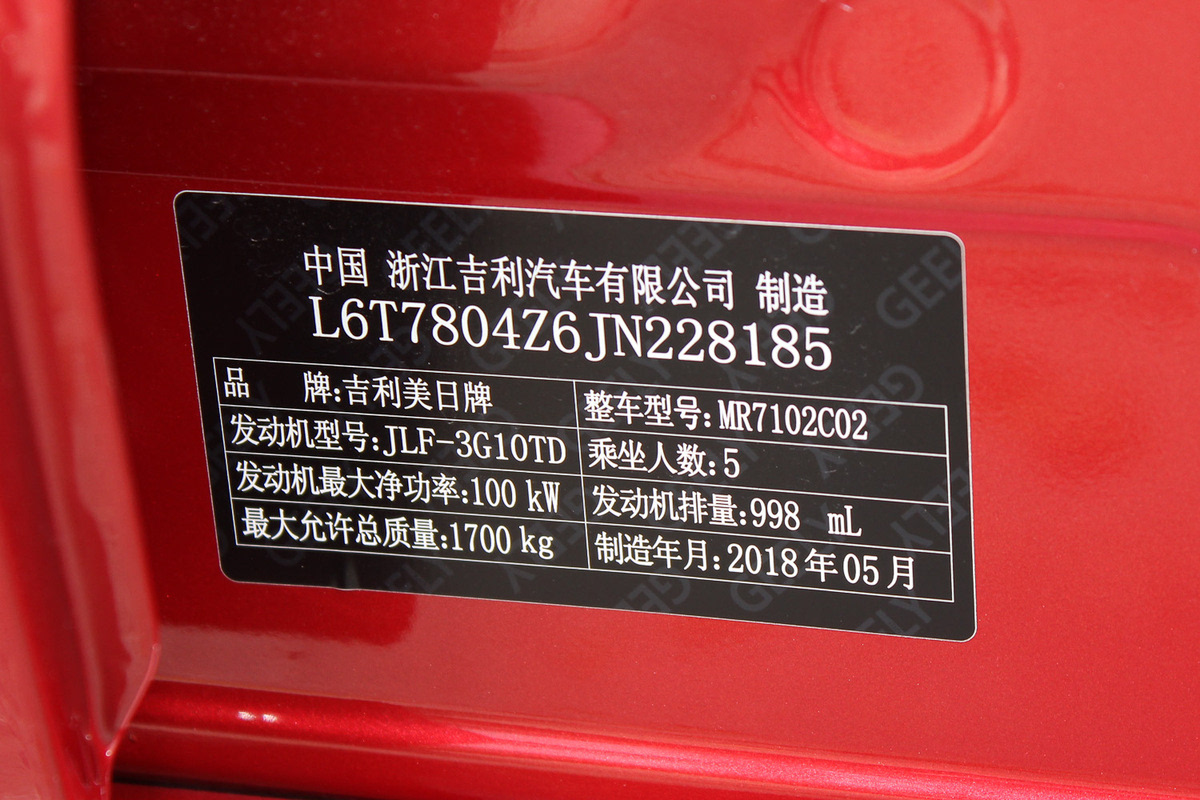 中国 浙江吉利汽车有限公司 制造
L6T7804Z6JN228185
品 牌:吉利美日牌 整车型号:MR7102C02
发动机型号:JLF-3G10TD 乘坐人数:5
发动机最大净功率:100 kW 发动机排量:998 mL
最大允许总质量:1700 kg 制造年月:2018年05月